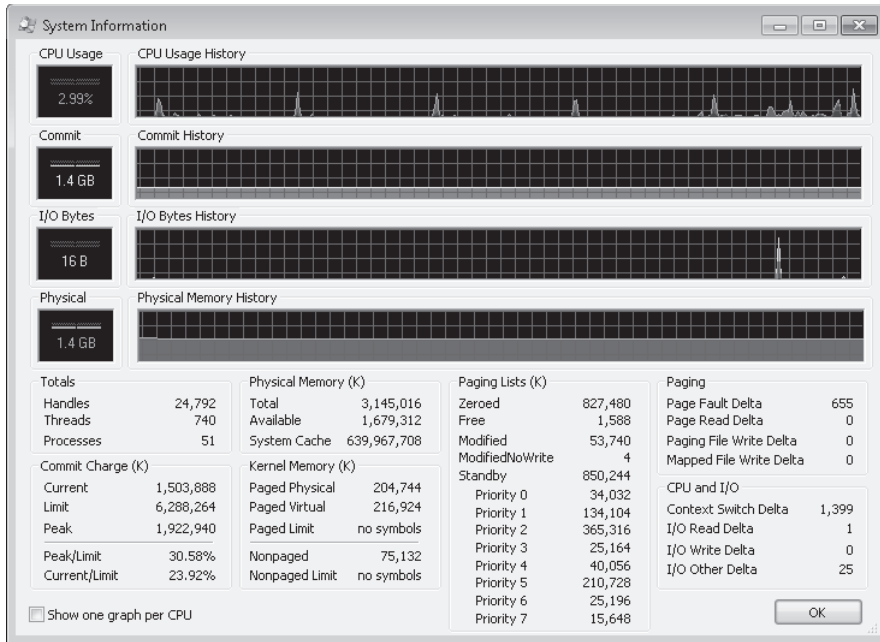 System Information
CPU Usage
CPU Usage History
2.99%
Commit
Commit History
1.4 GB
I/O Bytes
I/O Bytes History
16 B
Physical
Physical Memory History
1.4 GB
Totals
Handles 24,792
Threads 740
Processes 51
Commit Charge (K)
Current 1,503,888
Limit 6,288,264
Peak 1,922,940
Peak/Limit 30.58%
Current/Limit 23.92%
Physical Memory (K)
Total 3,145,016
Available 1,679,312
System Cache 639,967,708
Kernel Memory (K)
Paged Physical 204,744
Paged Virtual 216,924
Paged Limit no symbols
Nonpaged 75,132
Nonpaged Limit no symbols
Paging Lists (K)
Zeroed 827,480
Free 1,588
Modified 53,740
ModifiedNoWrite 4
Standby 850,244
Priority 0 34,032
Priority 1 134,104
Priority 2 365,316
Priority 3 25,164
Priority 4 40,056
Priority 5 210,728
Priority 6 25,196
Priority 7 15,648
Paging
Page Fault Delta 655
Page Read Delta 0
Paging File Write Delta 0
Mapped File Write Delta 0
CPU and I/O
Context Switch Delta 1,399
I/O Read Delta 1
I/O Write Delta 0
I/O Other Delta 25
Show one graph per CPU
OK